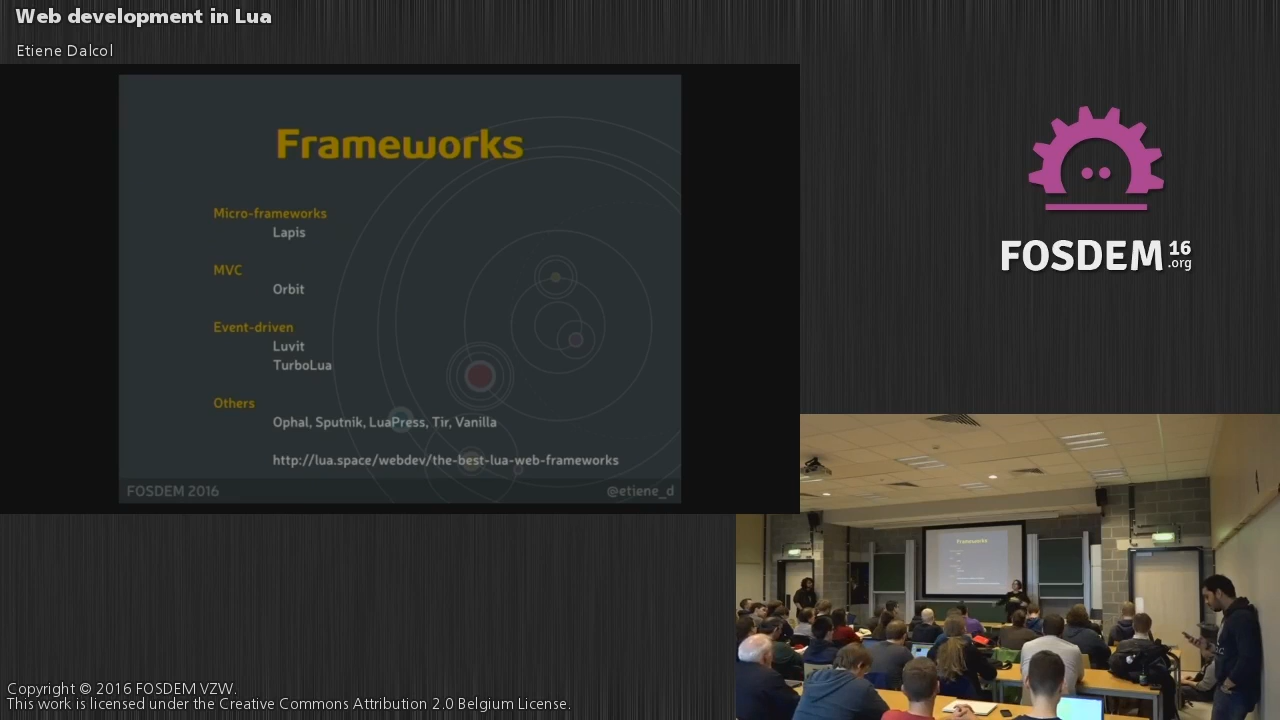 Web development in Lua
Etiene Dalcol
Frameworks
Micro-frameworks
Lapis
MVC
Orbit
Event-driven
Luvit
TurboLua
Others
Ophal, Sputnik, LuaPress, Tir, Vanilla
http://lua.space/webdev/the-best-lua-web-frameworks
FOSDEM 2016
@etiene_d
FOSDEM 16
.org
Frameworks
Copyright © 2016 FOSDEM VZW.
This work is licensed under the Creative Commons Attribution 2.0 Belgium License.